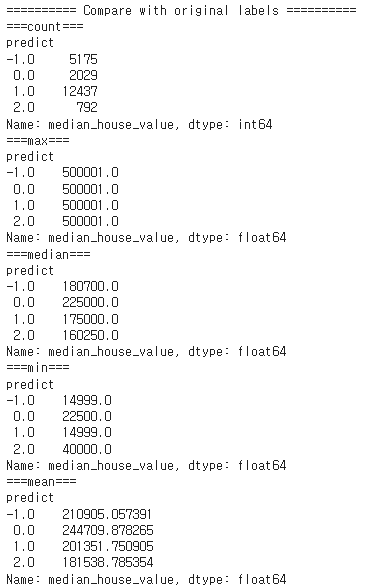 ========== Compare with original labels ==========
===count===
predict
-1.0     5175
 0.0     2029
 1.0    12437
 2.0      792
Name: median_house_value, dtype: int64
===max===
predict
-1.0    500001.0
 0.0    500001.0
 1.0    500001.0
 2.0    500001.0
Name: median_house_value, dtype: float64
===median===
predict
-1.0    180700.0
 0.0    225000.0
 1.0    175000.0
 2.0    160250.0
Name: median_house_value, dtype: float64
===min===
predict
-1.0    14999.0
 0.0    22500.0
 1.0    14999.0
 2.0    40000.0
Name: median_house_value, dtype: float64
===mean===
predict
-1.0    210905.057391
 0.0    244709.878265
 1.0    201351.750905
 2.0    181538.785354
Name: median_house_value, dtype: float64